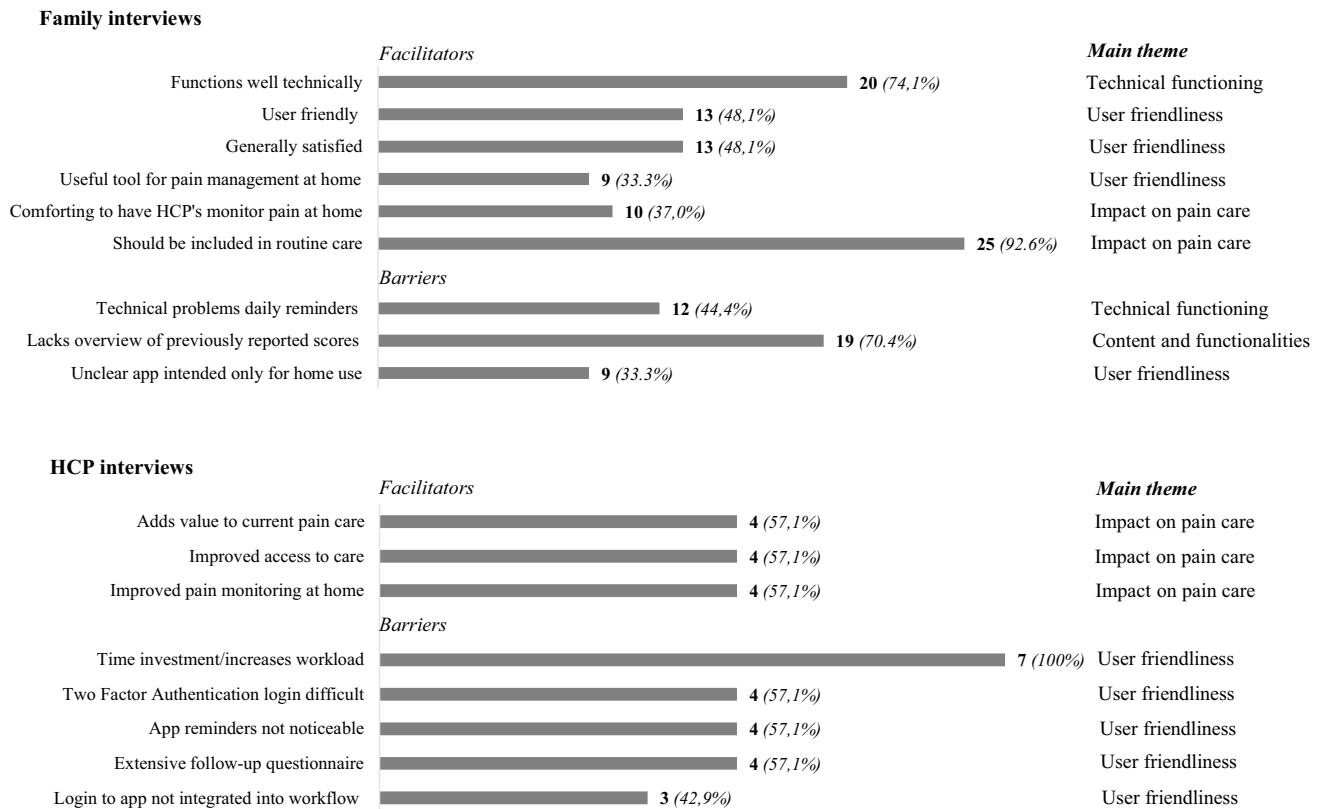 Family interviews
Facilitators Main theme
Functions well technically 20 (74,1%) Technical functioning
User friendly 13 (48,1%) User friendliness
Generally satisfied 13 (48,1%) User friendliness
Useful tool for pain management at home 9 (33.3%) User friendliness
Comforting to have HCP's monitor pain at home 10 (37,0%) Impact on pain care
Should be included in routine care 25 (92.6%) Impact on pain care
Barriers
Technical problems daily reminders 12 (44,4%) Technical functioning
Lacks overview of previously reported scores 19 (70.4%) Content and functionalities
Unclear app intended only for home use 9 (33.3%) User friendliness
HCP interviews
Facilitators Main theme
Adds value to current pain care 4 (57,1%) Impact on pain care
Improved access to care 4 (57,1%) Impact on pain care
Improved pain monitoring at home 4 (57,1%) Impact on pain care
Barriers
Time investment/increases workload 7 (100%) User friendliness
Two Factor Authentication login difficult 4 (57,1%) User friendliness
App reminders not noticeable 4 (57,1%) User friendliness
Extensive follow-up questionnaire 4 (57,1%) User friendliness
Login to app not integrated into workflow 3 (42,9%) User friendliness